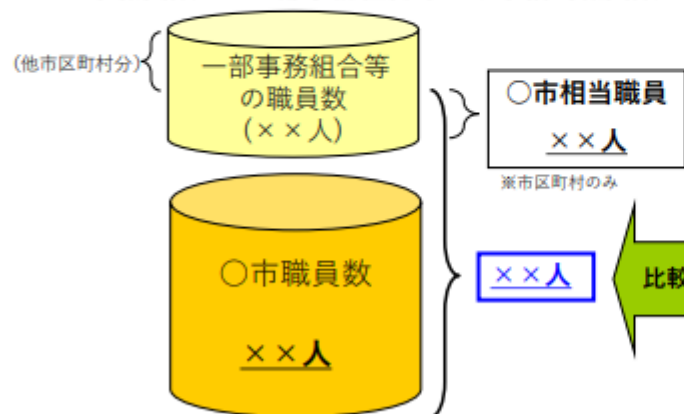 (他市区町村分)
一部事務組合等
の職員数
(××人)
〇市相当職員
××人
※市区町村のみ
〇市職員数
××人
××人
比較